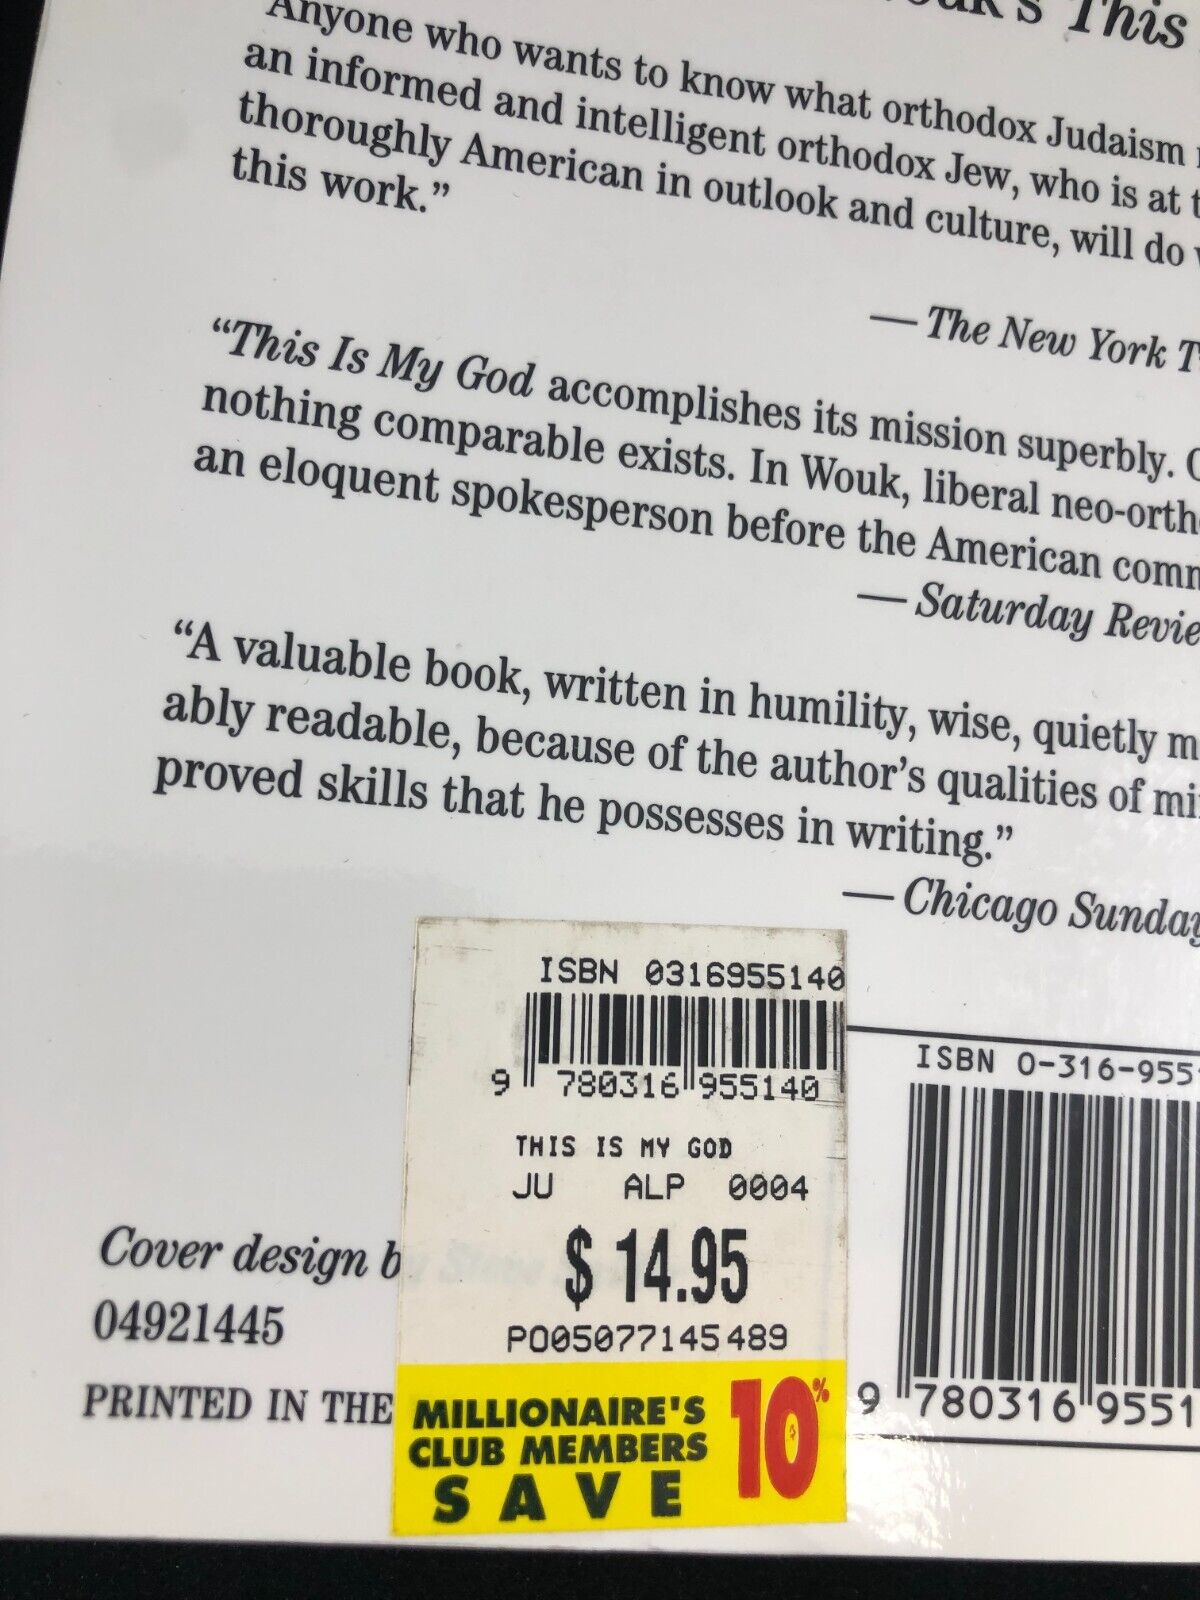 's This
Anyone who wants to know what orthodox Judaism
an informed and intelligent orthodox Jew, who is at
thoroughly American in outlook and culture, will do
this work.”
— The New York
“This Is My God accomplishes its mission superbly.
nothing comparable exists. In Wouk, liberal neo-orth
an eloquent spokesperson before the American comm
— Saturday Revie
“A valuable book, written in humility, wise, quietly m
ably readable, because of the author’s qualities of mi
proved skills that he possesses in writing.”
— Chicago Sunday
ISBN 0316955140
9 780316 955140
THIS IS MY GOD
JU ALP 0004
$ 14.95
P005077145489
MILLIONAIRE'S
CLUB MEMBERS
SAVE
10%
ISBN 0-316-955
9 780316 9551
Cover design b
04921445
PRINTED IN THE